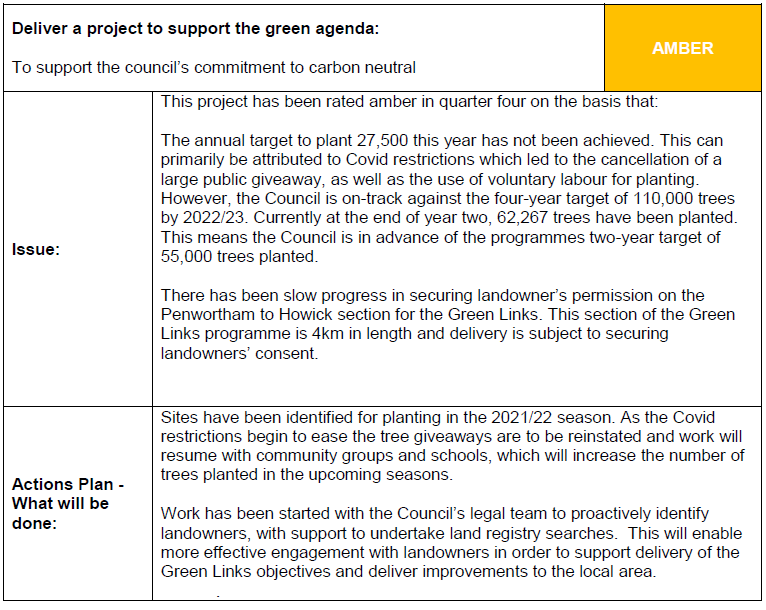 Deliver a project to support the green agenda:
To support the council's commitment to carbon neutral
AMBER
Issue:
This project has been rated amber in quarter four on the basis that:
The annual target to plant 27,500 this year has not been achieved. This can
primarily be attributed to Covid restrictions which led to the cancellation of a
large public giveaway, as well as the use of voluntary labour for planting.
However, the Council is on-track against the four-year target of 110,000 trees
by 2022/23. Currently at the end of year two, 62,267 trees have been planted.
This means the Council is in advance of the programmes two-year target of
55,000 trees planted.
There has been slow progress in securing landowner's permission on the
Penwortham to Howick section for the Green Links. This section of the Green
Links programme is 4km in length and delivery is subject to securing
landowners' consent.
Actions Plan -
What will be
done:
Sites have been identified for planting in the 2021/22 season. As the Covid
restrictions begin to ease the tree giveaways are to be reinstated and work will
resume with community groups and schools, which will increase the number of
trees planted in the upcoming seasons.
Work has been started with the Council's legal team to proactively identify
landowners, with support to undertake land registry searches.  This will enable
more effective engagement with landowners in order to support delivery of the
Green Links objectives and deliver improvements to the local area.
.